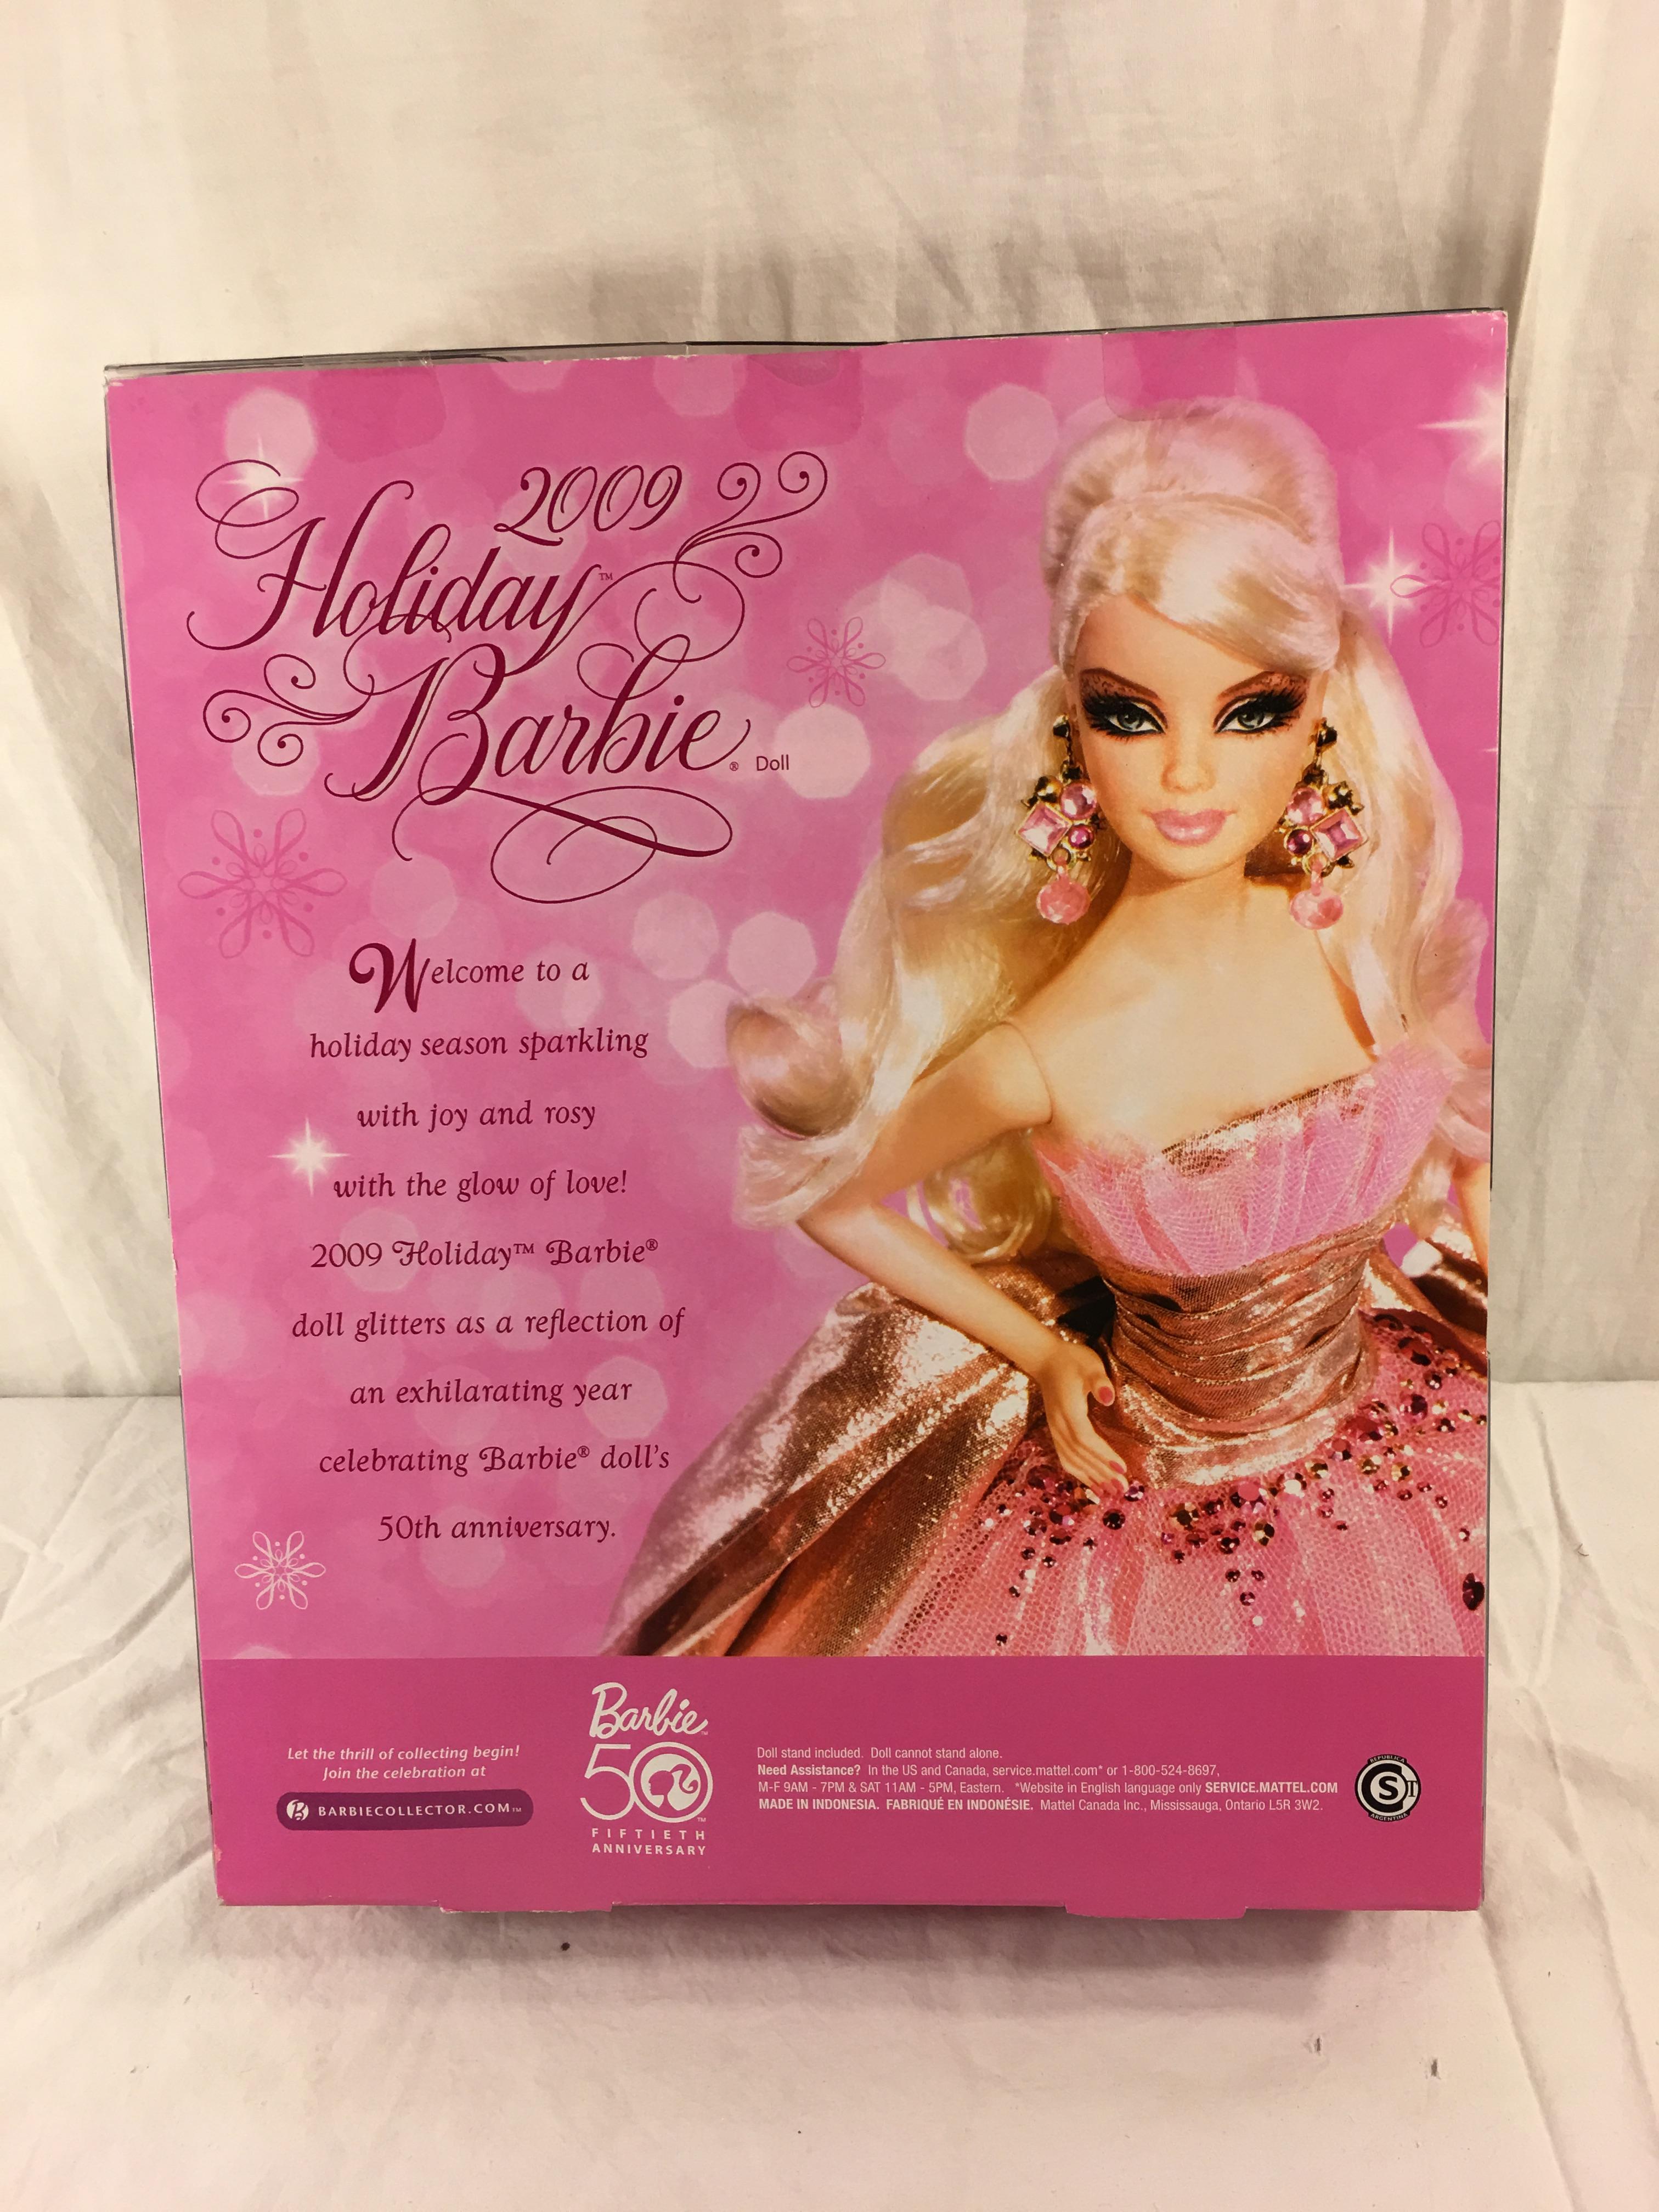 2009
Holiday™
Barbie® Doll
Welcome to a
holiday season sparkling
with joy and rosy
with the glow of love!
2009 Holiday™ Barbie®
doll glitters as a reflection of
an exhilarating year
celebrating Barbie® doll's
50th anniversary.
Let the thrill of collecting begin!
Join the celebration at
B BARBIECOLLECTOR.COM™
Barbie™
50™
FIFTIETH
ANNIVERSARY
Doll stand included. Doll cannot stand alone.
Need Assistance? In the US and Canada, service.mattel.com* or 1-800-524-8697,
M-F 9AM - 7PM & SAT 11AM - 5PM, Eastern. *Website in English language only SERVICE.MATTEL.COM
MADE IN INDONESIA. FABRIQUÉ EN INDONÉSIE. Mattel Canada Inc., Mississauga, Ontario L5R 3W2.
REPUBLICA
CST
ARGENTINA